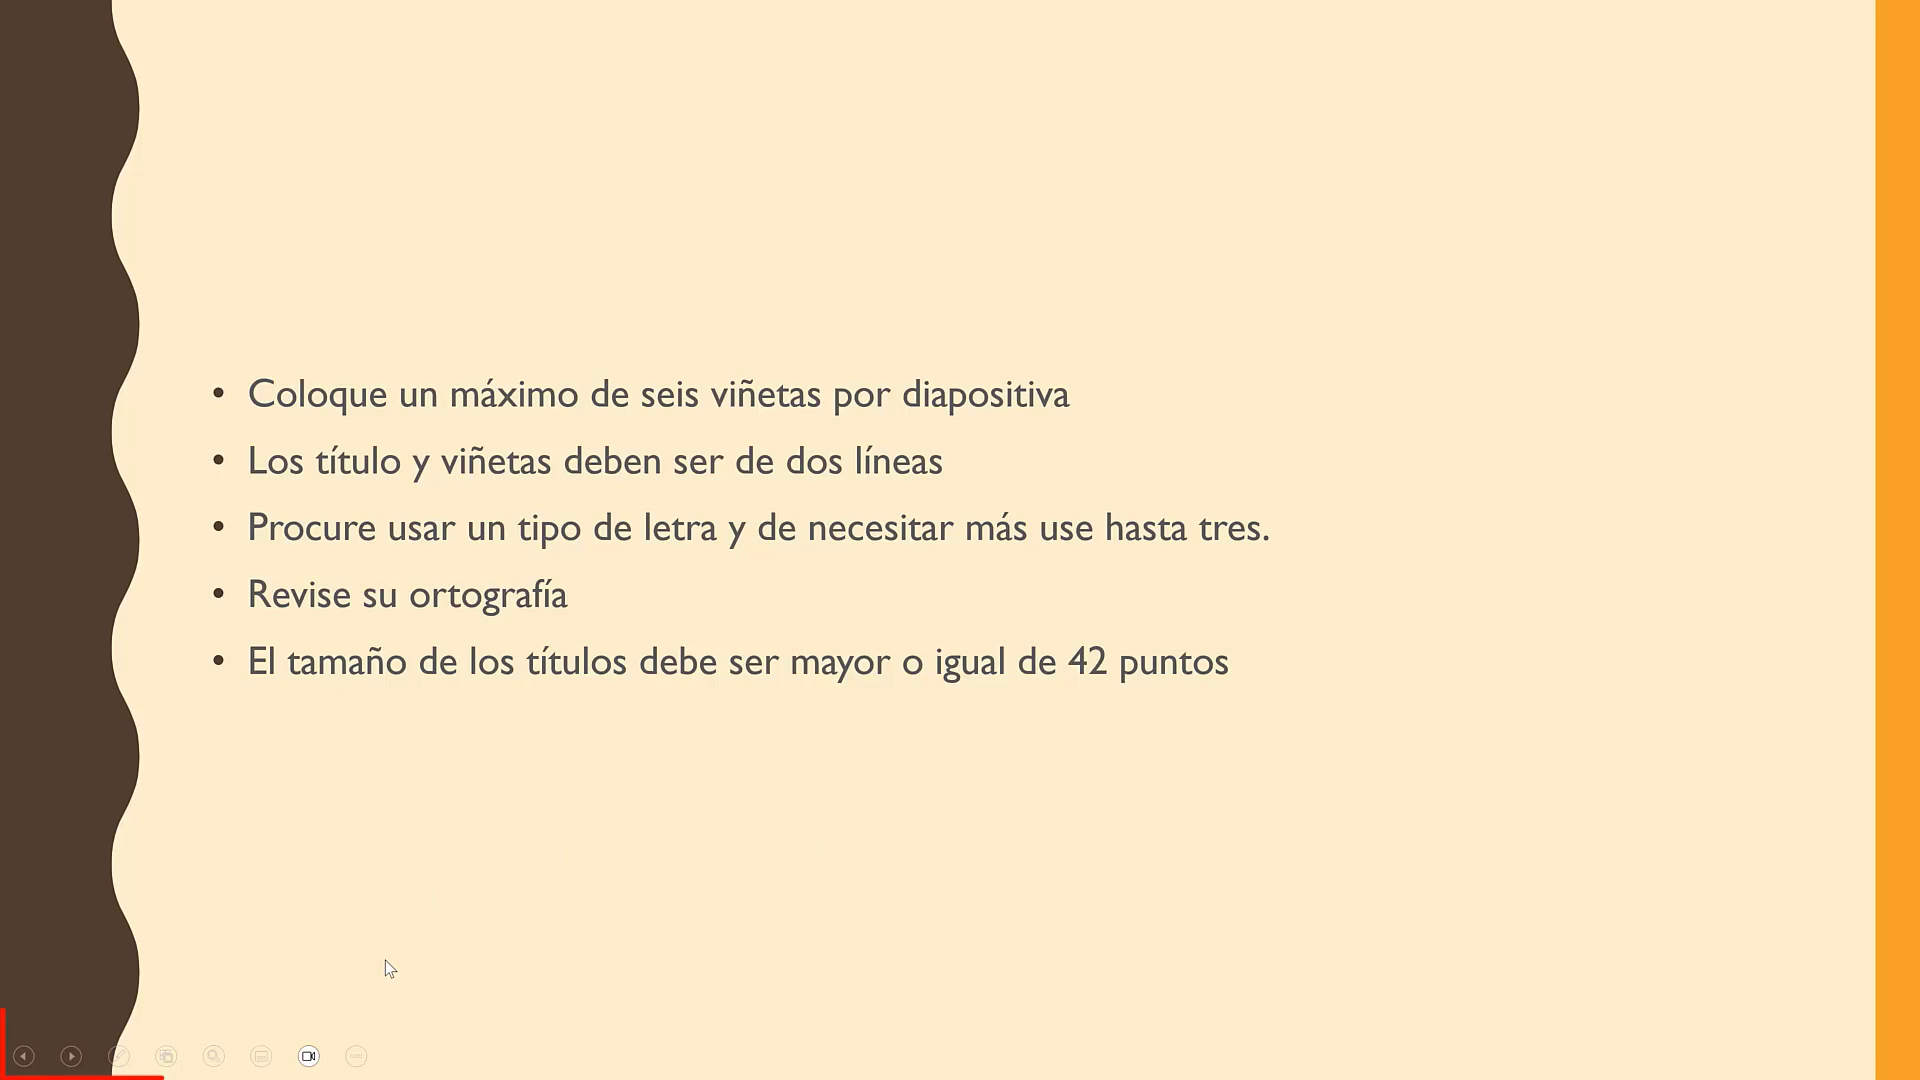 • Coloque un máximo de seis viñetas por diapositiva
• Los título y viñetas deben ser de dos líneas
• Procure usar un tipo de letra y de necesitar más use hasta tres.
• Revise su ortografía
• El tamaño de los títulos debe ser mayor o igual de 42 puntos